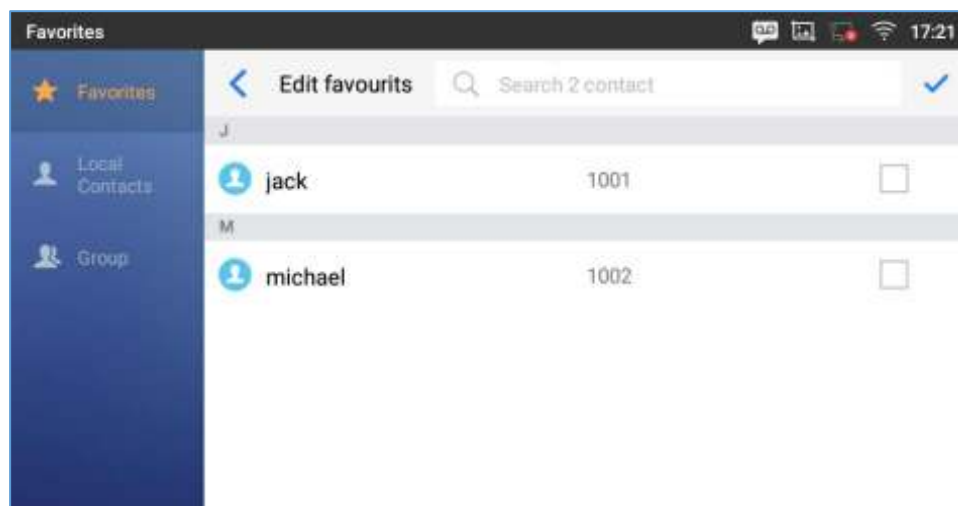 Favorites 17:21
Favorites
Edit favourits Search 2 contact
J
Local
Contacts
jack 1001
M
Group
michael 1002